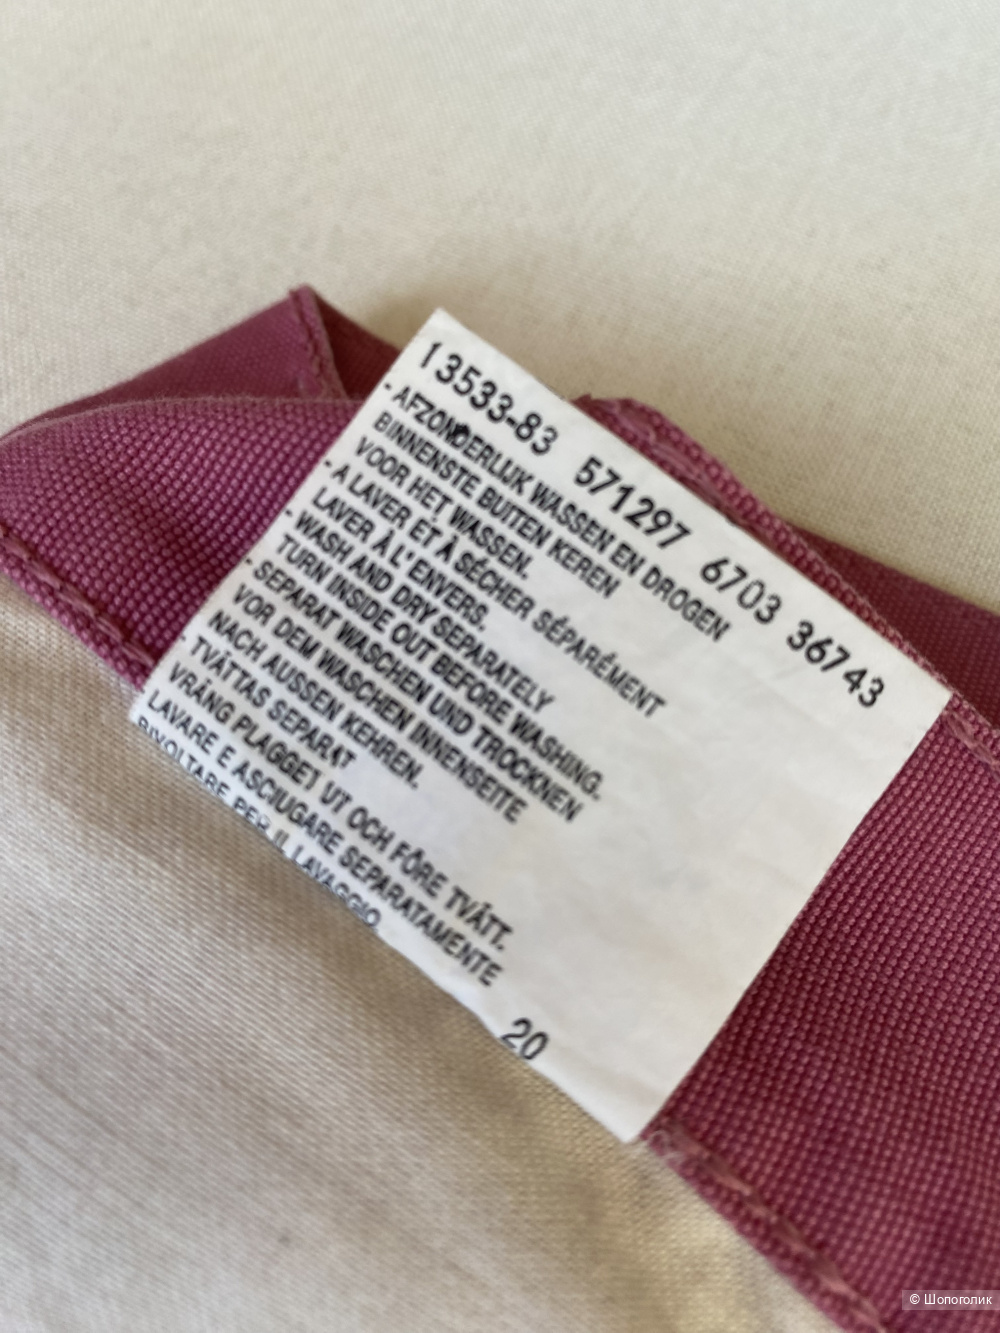 13533-83 571297 6703 36743
- AFZONDERLIJK WASSEN EN DROGEN
BINNENSTE BUITEN KEREN
VOOR HET WASSEN.
- A LAVER ET À SÉCHER SÉPARÉMENT
LAVER À L'ENVERS.
- WASH AND DRY SEPARATELY
TURN INSIDE OUT BEFORE WASHING.
- SEPARAT WASCHEN UND TROCKNEN
VOR DEM WASCHEN INNENSEITE
NACH AUSSEN KEHREN.
- TVÄTTAS SEPARAT
VRÄNG PLAGGET UT OCH FÖRE TVÄTT.
LAVARE E ASCIUGARE SEPARATAMENTE
RIVOLTARE PER IL LAVAGGIO.
20
© Шопоголик